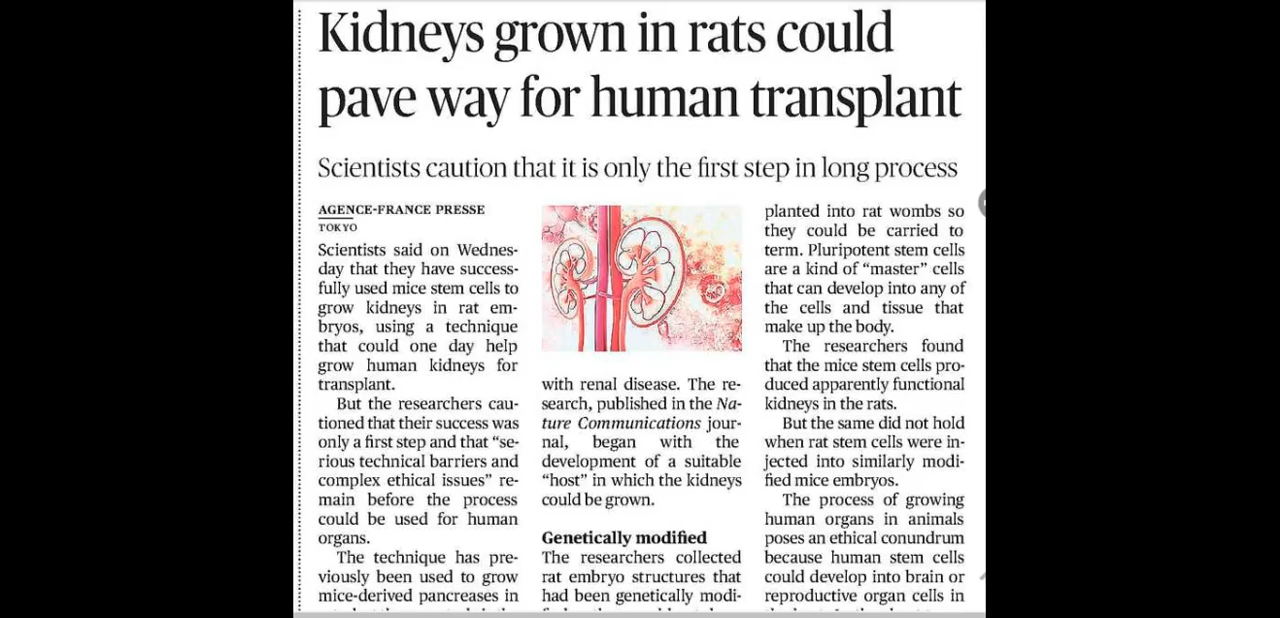 Kidneys grown in rats could
pave way for human transplant
Scientists caution that it is only the first step in long process
AGENCE-FRANCE PRESSE
TOKYO
Scientists said on Wednes-
day that they have success-
fully used mice stem cells to
grow kidneys in rat em-
bryos, using a technique
that could one day help
grow human kidneys for
transplant.
But the researchers cau-
tioned that their success was
only a first step and that “se-
rious technical barriers and
complex ethical issues” re-
main before the process
could be used for human
organs.
The technique has pre-
viously been used to grow
mice-derived pancreases in
with renal disease. The re-
search, published in the Na-
ture Communications jour-
nal, began with the
development of a suitable
“host” in which the kidneys
could be grown.
Genetically modified
The researchers collected
rat embryo structures that
had been genetically modi-
planted into rat wombs so
they could be carried to
term. Pluripotent stem cells
are a kind of “master” cells
that can develop into any of
the cells and tissue that
make up the body.
The researchers found
that the mice stem cells pro-
duced apparently functional
kidneys in the rats.
But the same did not hold
when rat stem cells were in-
jected into similarly modi-
fied mice embryos.
The process of growing
human organs in animals
poses an ethical conundrum
because human stem cells
could develop into brain or
reproductive organ cells in